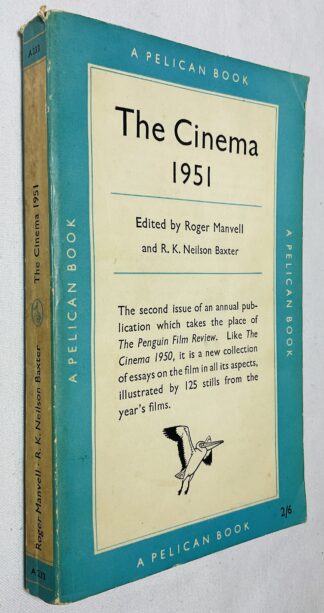 A PELICAN BOOK
The Cinema
1951
Edited by Roger Manvell
and R. K. Neilson Baxter
The second issue of an annual pub-
lication which takes the place of
The Penguin Film Review. Like The
Cinema 1950, it is a new collection
of essays on the film in all its aspects,
illustrated by 125 stills from the
year's films.
2/6
A PELICAN BOOK
A PELICAN BOOK
A PELICAN BOOK
Roger Manvell · R. K. Neilson Baxter
The Cinema 1951